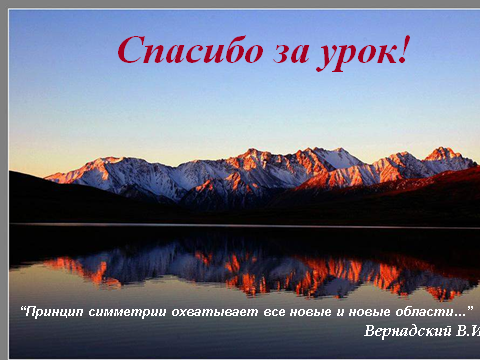 Спасибо за урок!
“Принцип симметрии охватывает все новые и новые области…”
Вернадский В.И